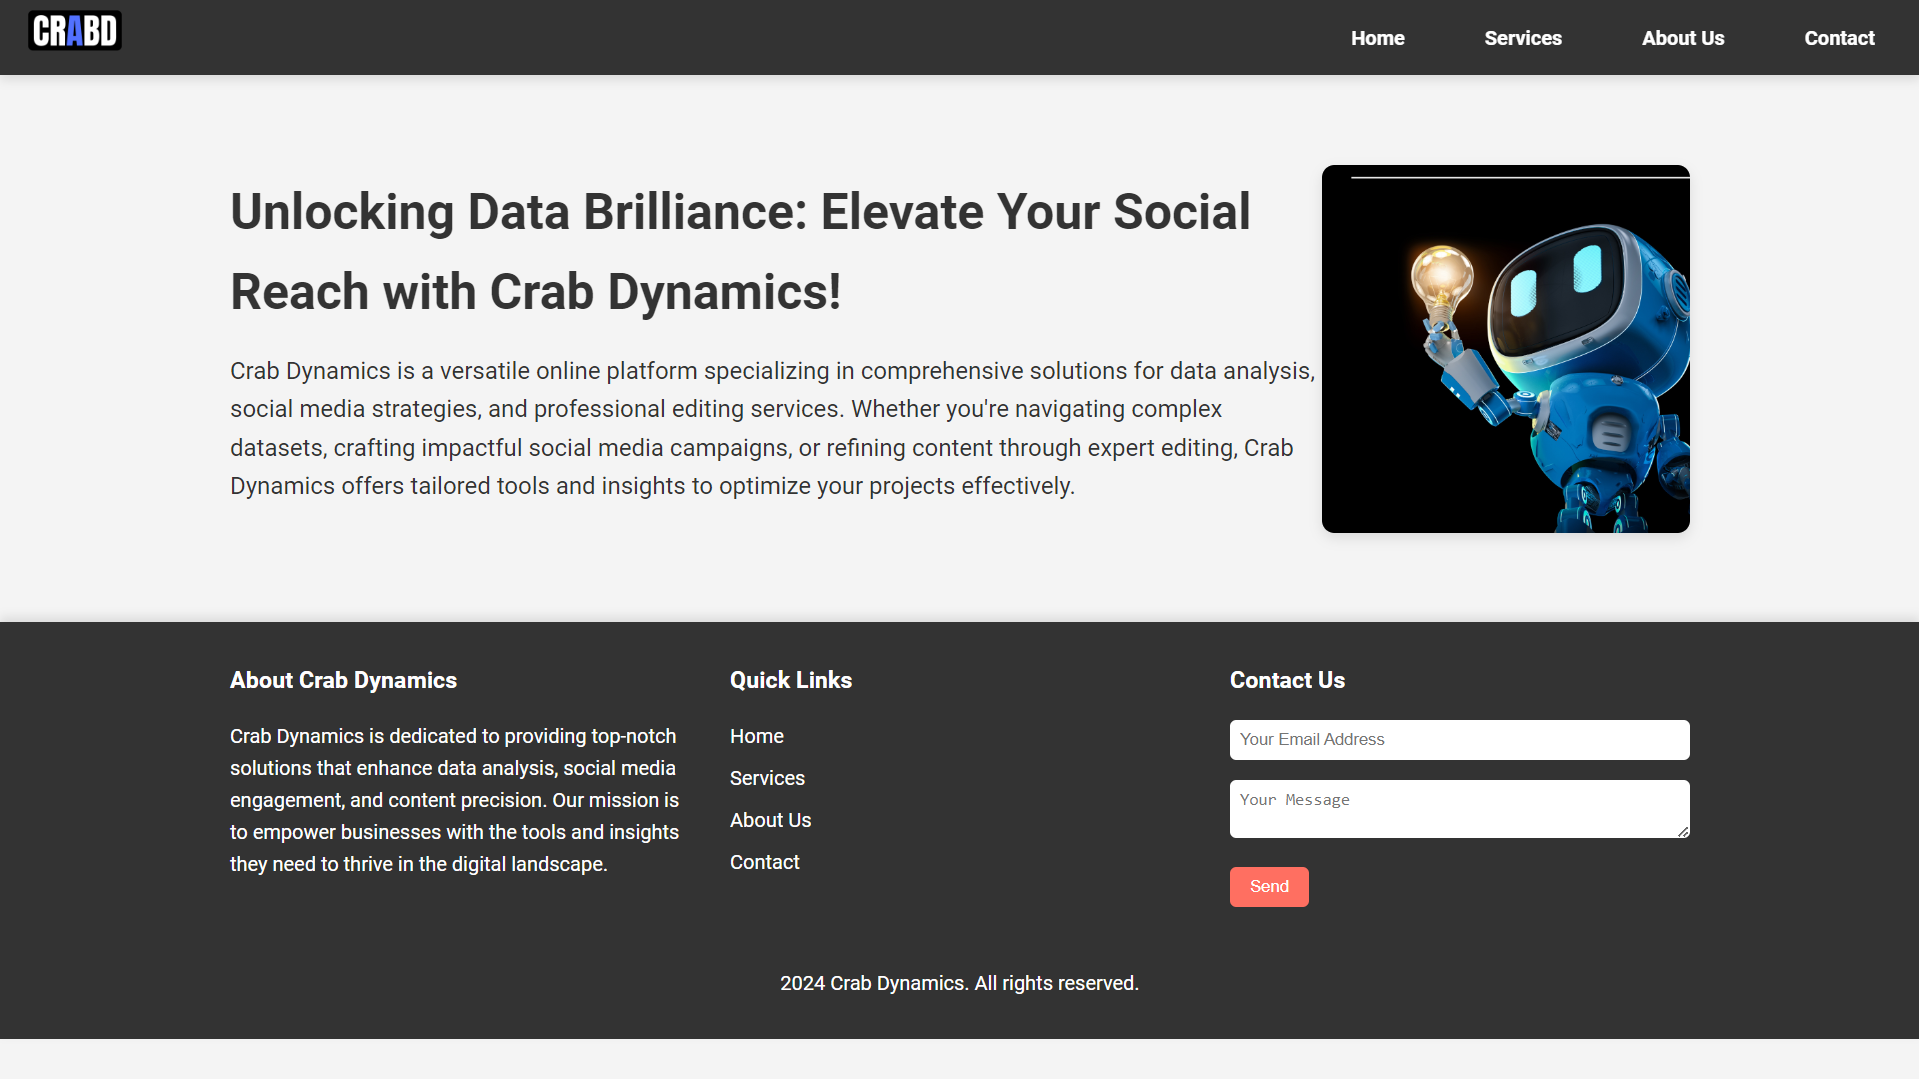 CRABD
Home
Services
About Us
Contact
Unlocking Data Brilliance: Elevate Your Social
Reach with Crab Dynamics!
Crab Dynamics is a versatile online platform specializing in comprehensive solutions for data analysis,
social media strategies, and professional editing services. Whether you're navigating complex
datasets, crafting impactful social media campaigns, or refining content through expert editing, Crab
Dynamics offers tailored tools and insights to optimize your projects effectively.
About Crab Dynamics
Crab Dynamics is dedicated to providing top-notch
solutions that enhance data analysis, social media
engagement, and content precision. Our mission is
to empower businesses with the tools and insights
they need to thrive in the digital landscape.
Quick Links
Home
Services
About Us
Contact
Contact Us
Your Email Address
Your Message
Send
2024 Crab Dynamics. All rights reserved.